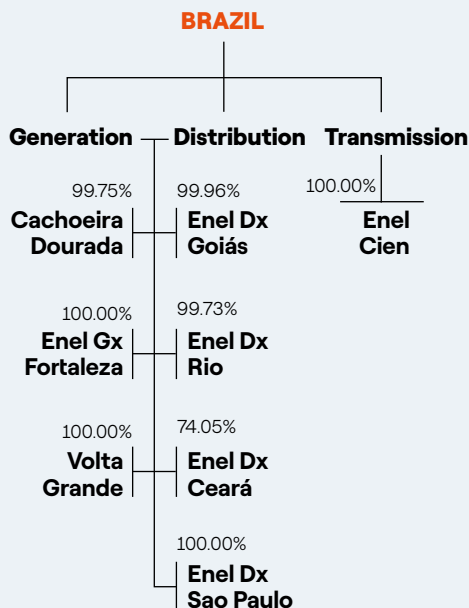 BRAZIL
Generation Distribution Transmission
99.75% 99.96% 100.00%
Cachoeira Enel Dx Enel
Dourada Goiás Cien
100.00% 99.73%
Enel Gx Enel Dx
Fortaleza Rio
100.00% 74.05%
Volta Enel Dx
Grande Ceará
100.00%
Enel Dx
Sao Paulo